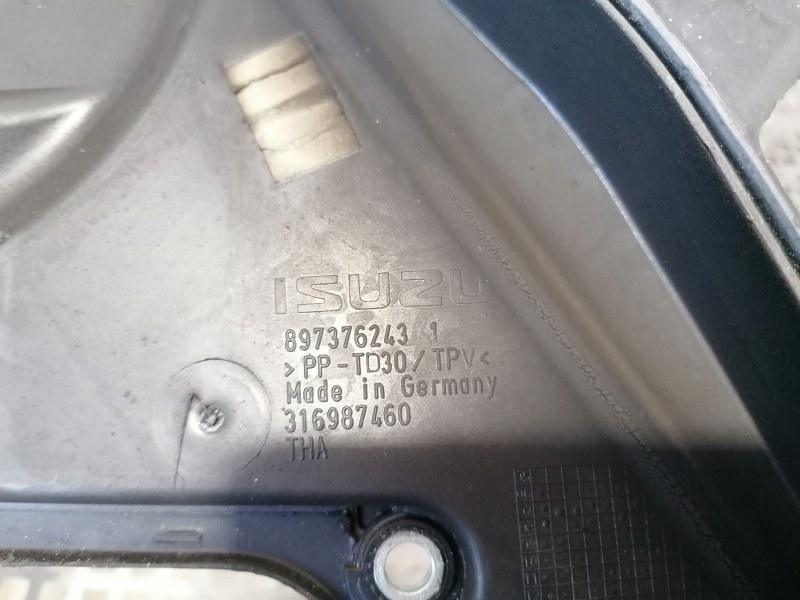 ISUZU
897376243 1
>PP-TD30/TPV<
Made in Germany
316987460
THA